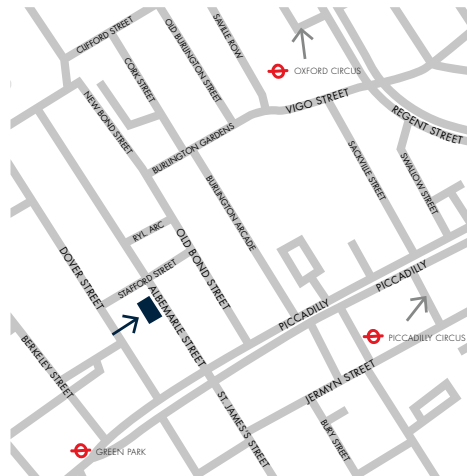 CLIFFORD STREET
OLD BURLINGTON STREET
SAVILLE ROW
CORK STREET
OXFORD CIRCUS
NEW BOND STREET
VIGO STREET
REGENT STREET
BURLINGTON GARDENS
SACKVILLE STREET
SWALLOW STREET
BURLINGTON ARCADE
RYL. ARC
OLD BOND STREET
DOVER STREET
STAFFORD STREET
ALBEMARLE STREET
PICCADILLY
PICCADILLY
PICCADILLY CIRCUS
BERKELEY STREET
JERMYN STREET
ST. JAMES'S STREET
BURY STREET
GREEN PARK